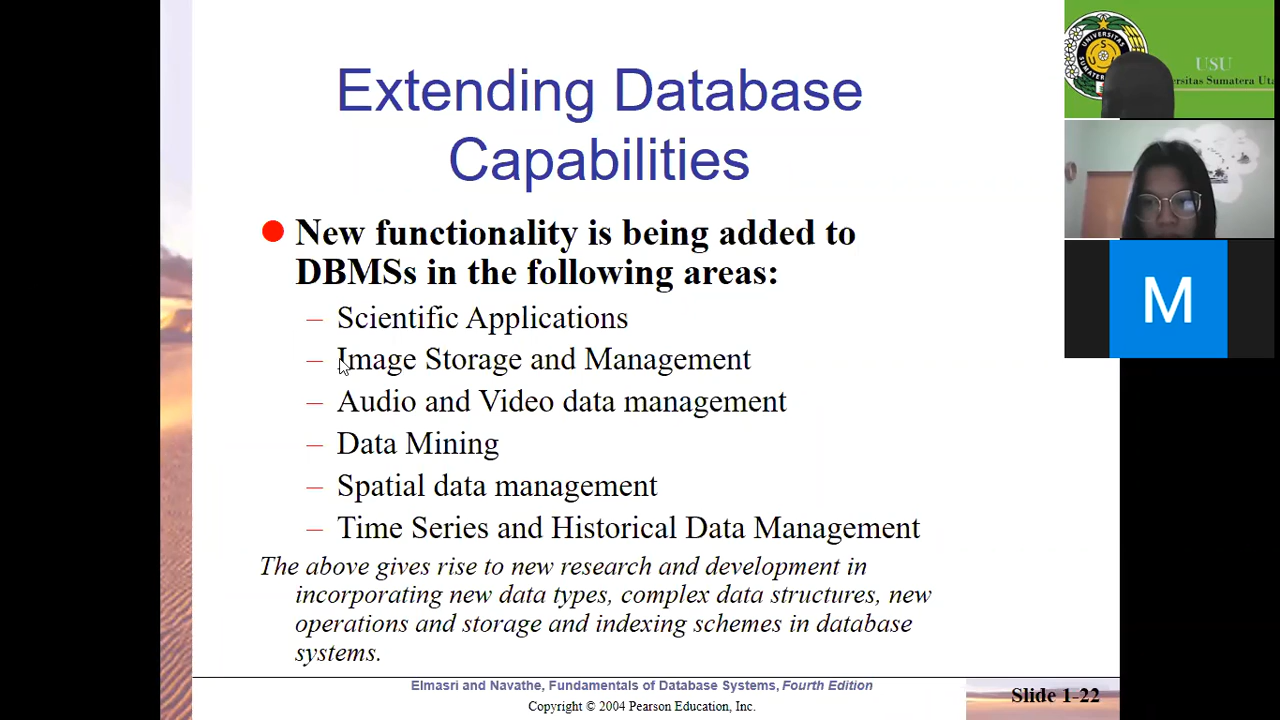 Extending Database
Capabilities
New functionality is being added to
DBMSs in the following areas:
– Scientific Applications
– Image Storage and Management
– Audio and Video data management
– Data Mining
– Spatial data management
– Time Series and Historical Data Management
The above gives rise to new research and development in
incorporating new data types, complex data structures, new
operations and storage and indexing schemes in database
systems.
Elmasri and Navathe, Fundamentals of Database Systems, Fourth Edition
Copyright © 2004 Pearson Education, Inc.
Slide 1-22
USU
Sumatera
M